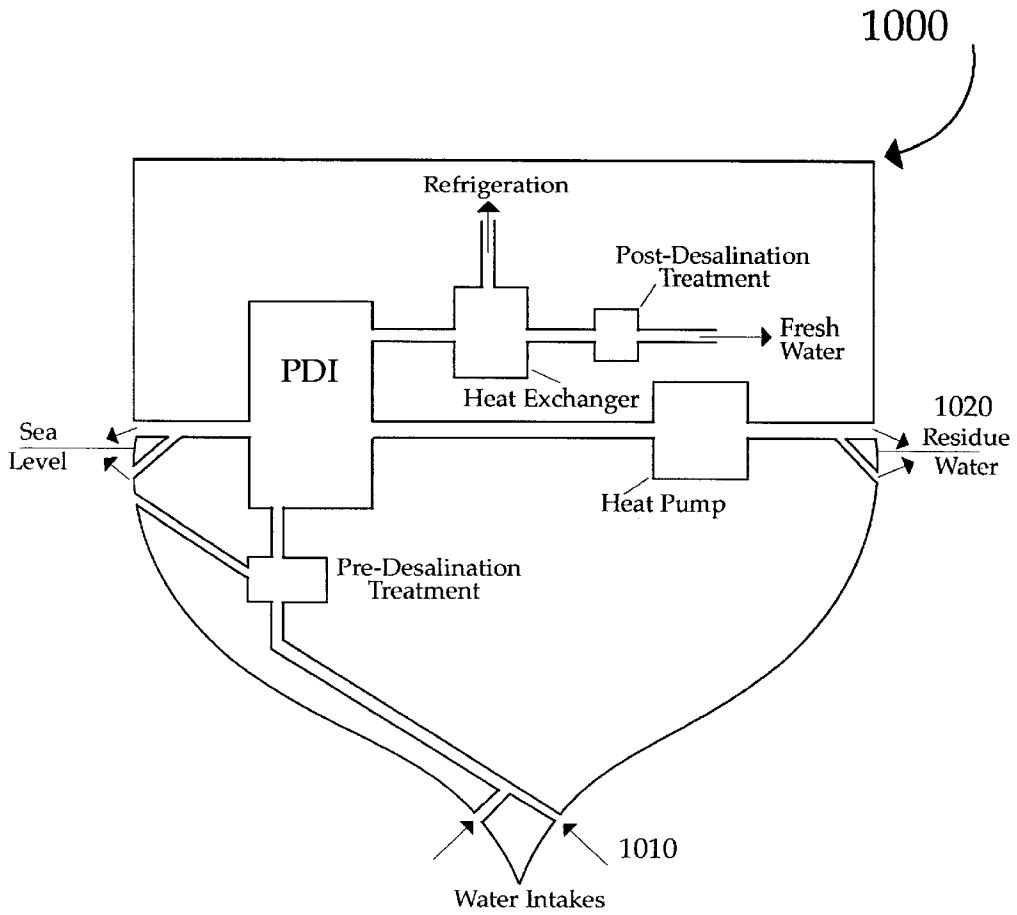 1000
Refrigeration
Post-Desalination
Treatment
PDI
Fresh
Water
Heat Exchanger
1020
Sea
Level
Residue
Water
Heat Pump
Pre-Desalination
Treatment
1010
Water Intakes